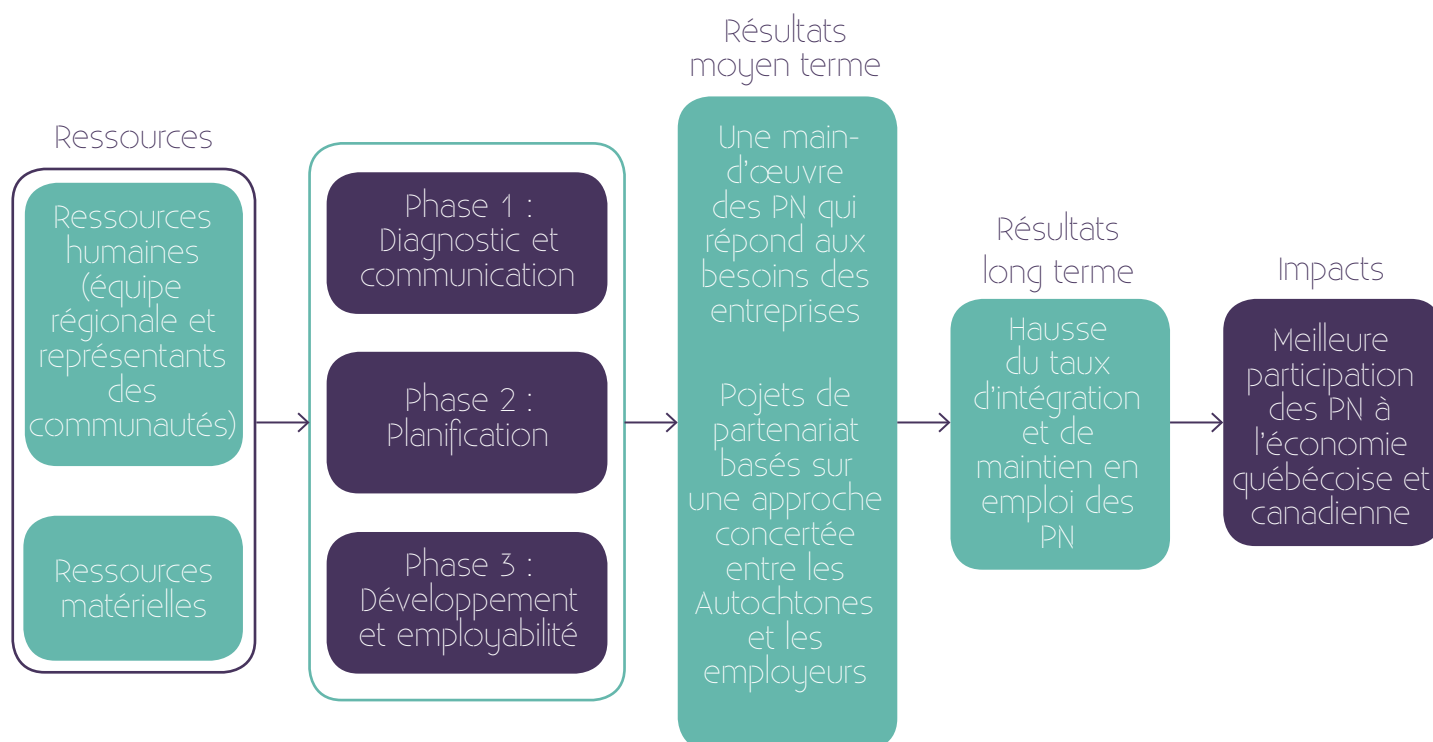 Ressources
Ressources
humaines
(équipe
régionale et
représentants
des
communautés)
Ressources
matérielles
Phase 1 :
Diagnostic et
communication
Phase 2 :
Planification
Phase 3 :
Développement
et employabilité
Résultats
moyen terme
Une main-
d'œuvre
des PN qui
répond aux
besoins des
entreprises
Pojets de
partenariat
basés sur
une approche
concertée
entre les
Autochtones
et les
employeurs
Résultats
long terme
Hausse
du taux
d'intégration
et de
maintien en
emploi des
PN
Impacts
Meilleure
participation
des PN à
l'économie
québécoise et
canadienne